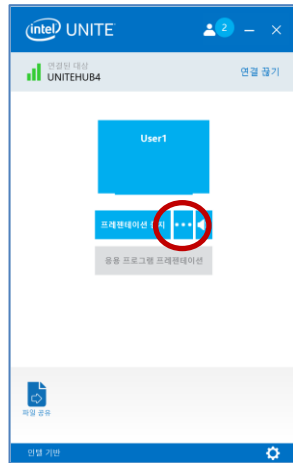 intel UNITE
2
연결된 대상
UNITEHUB4
연결 끊기
User1
프레젠테이션
응용 프로그램 프레젠테이션
파일 공유
인텔 기반